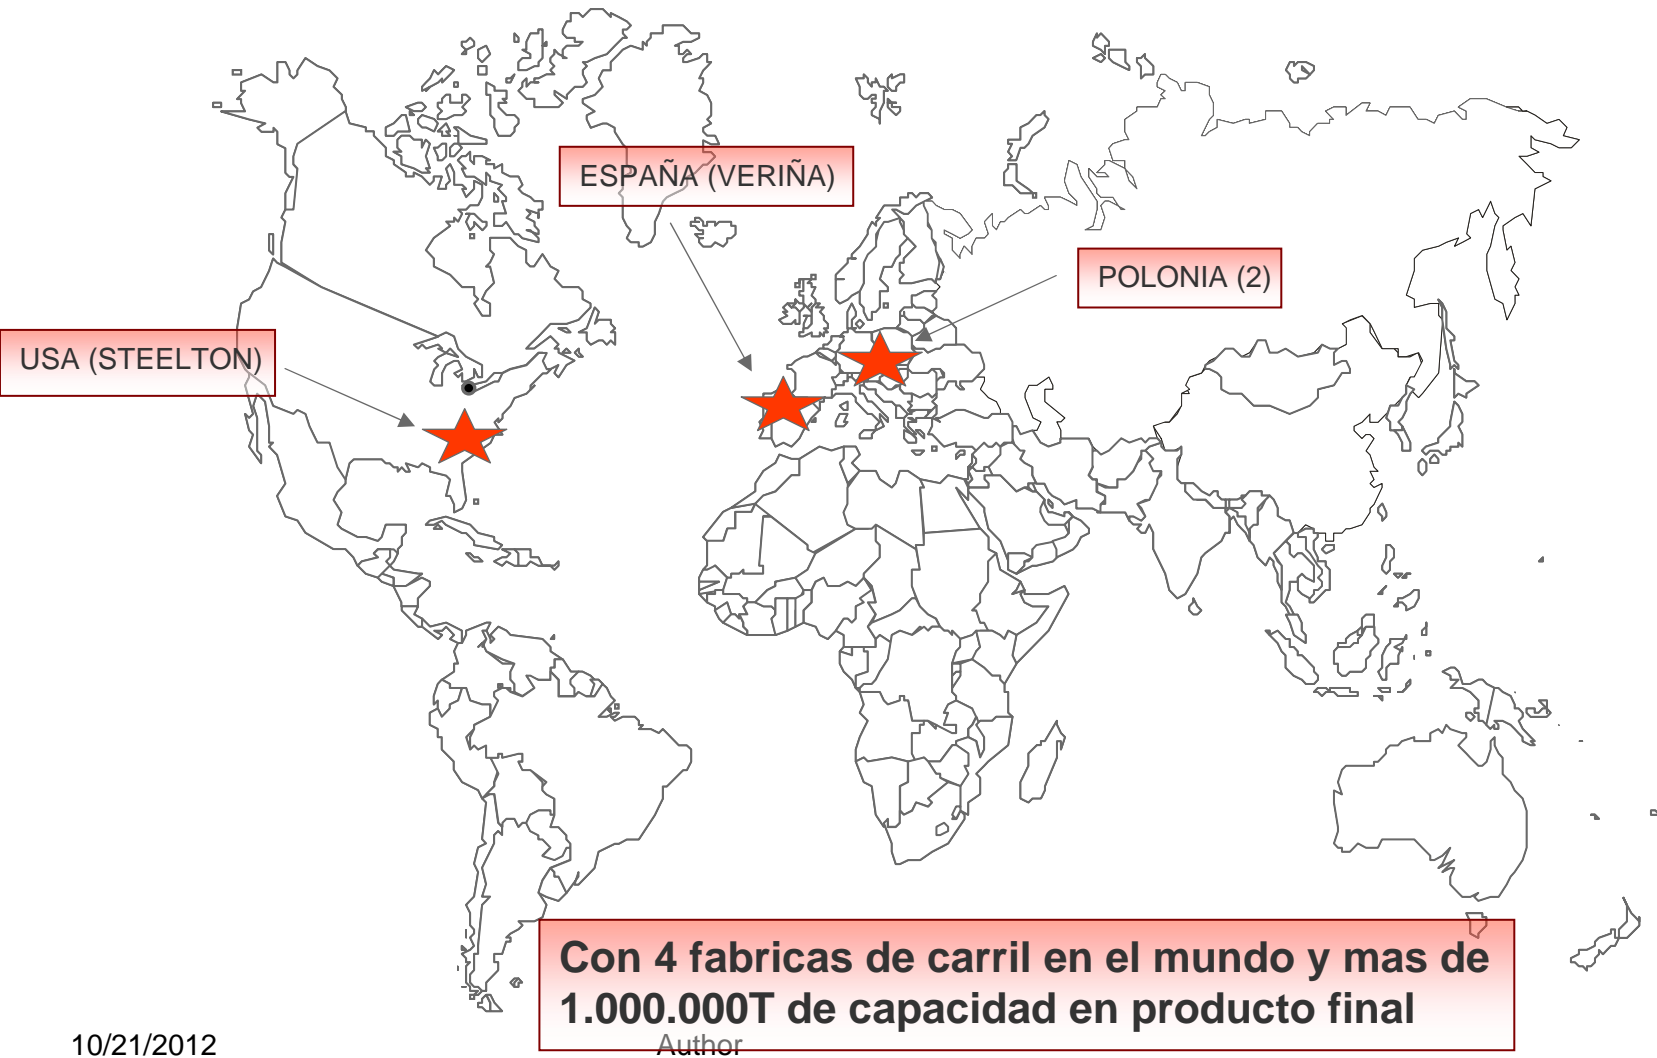 ESPAÑA (VERIÑA)
POLONIA (2)
USA (STEELTON)
Con 4 fabricas de carril en el mundo y mas de
1.000.000T de capacidad en producto final
10/21/2012
Author